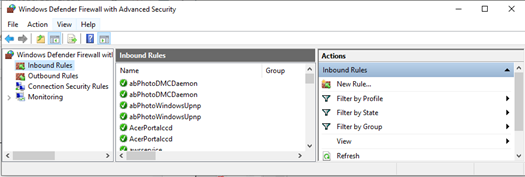 Windows Defender Firewall with Advanced Security
File Action View Help
Windows Defender Firewall wit
Inbound Rules
Outbound Rules
Connection Security Rules
Monitoring
Inbound Rules
Name Group
abPhotoDMCDaemon
abPhotoDMCDaemon
abPhotoWindowsUpnp
abPhotoWindowsUpnp
AcerPortalccd
AcerPortalccd
Actions
Inbound Rules
New Rule...
Filter by Profile
Filter by State
Filter by Group
View
Refresh